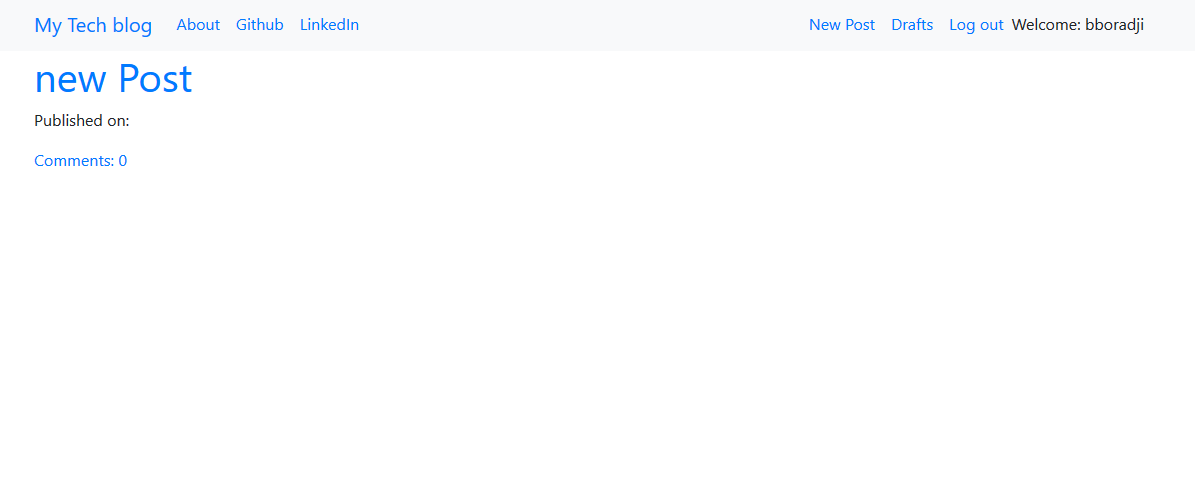 My Tech blog About Github LinkedIn New Post Drafts Log out Welcome: bboradji
new Post
Published on:
Comments: 0